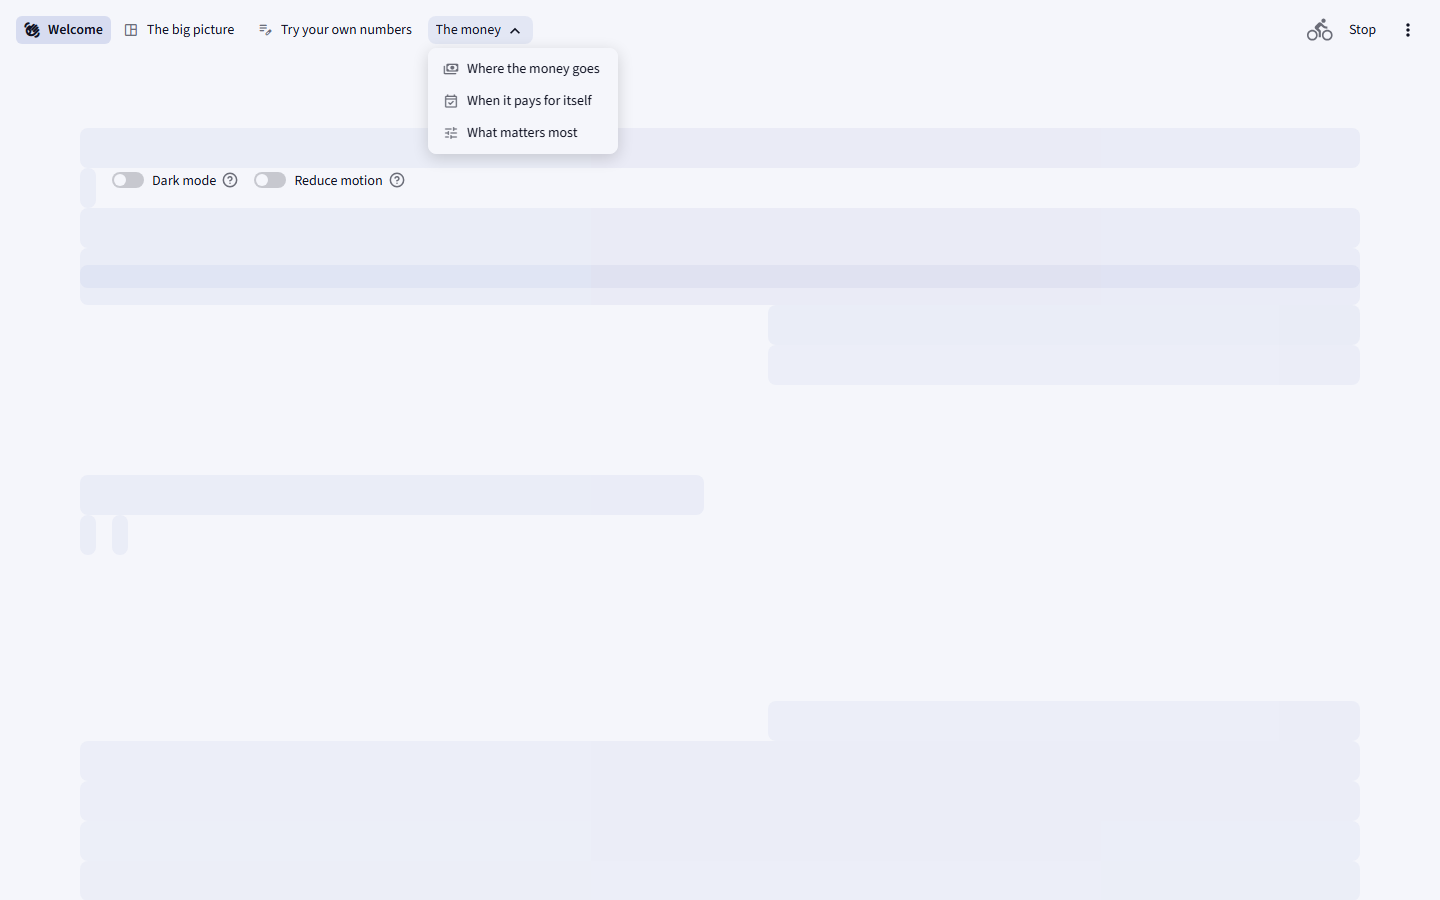 Welcome
The big picture
Try your own numbers
The money
Stop
Where the money goes
When it pays for itself
What matters most
Dark mode
Reduce motion